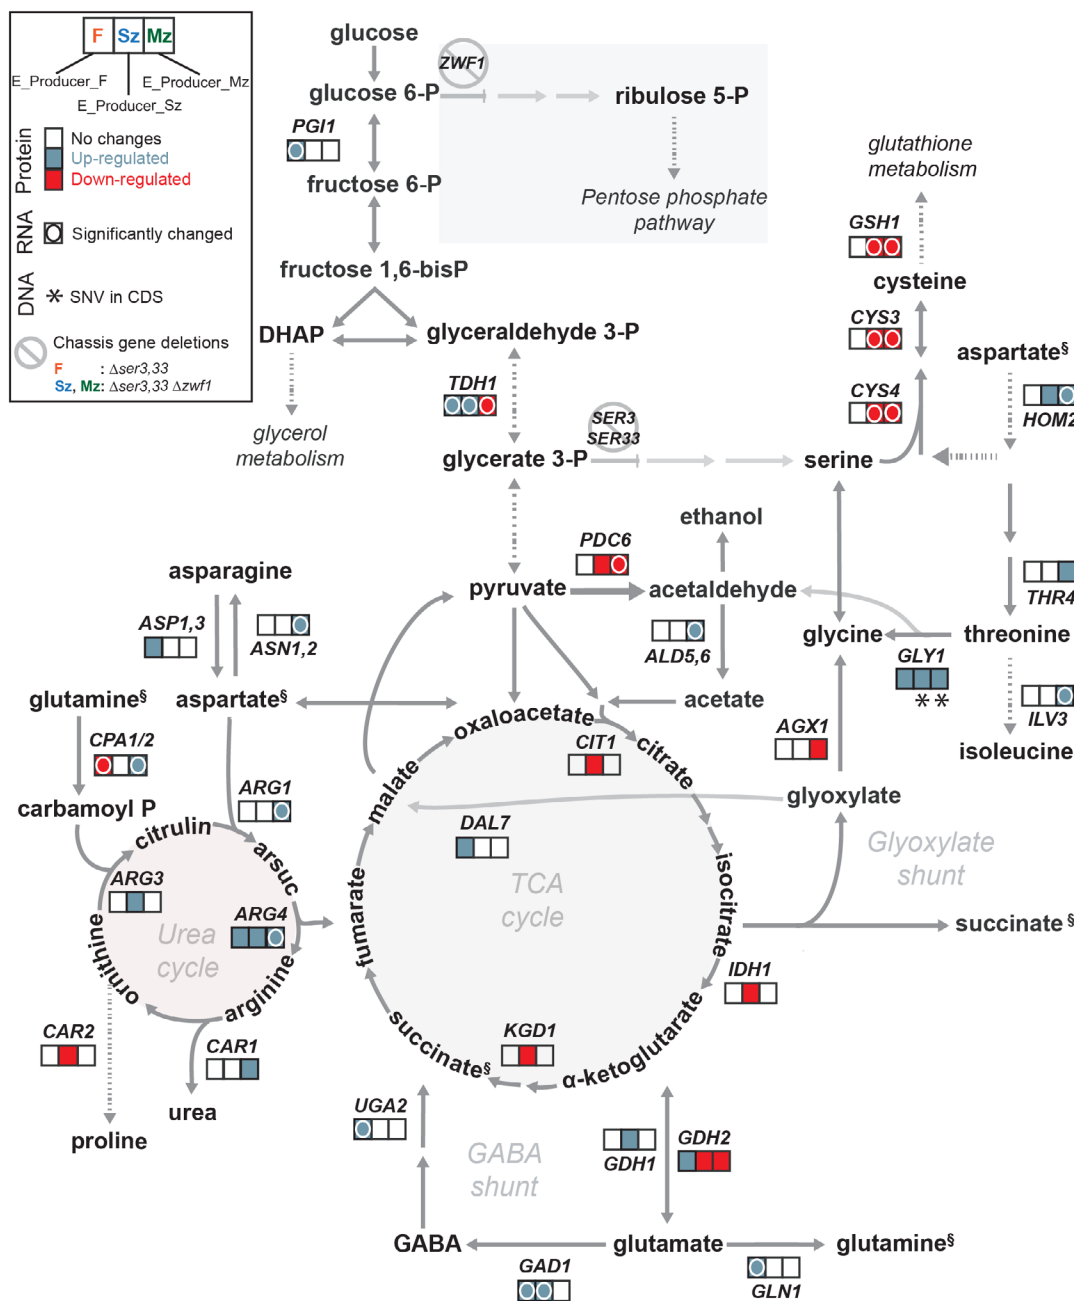 F Sz Mz
E_Producer_F
E_Producer_Mz
E_Producer_Sz
Protein
No changes
Up-regulated
Down-regulated
RNA
Significantly changed
DNA
* SNV in CDS
Chassis gene deletions
F : Δser3,33
Sz, Mz: Δser3,33 Δzwf1
glucose
ZWF1
glucose 6-P
ribulose 5-P
PGI1
fructose 6-P
Pentose phosphate
pathway
fructose 1,6-bisP
DHAP
glyceraldehyde 3-P
TDH1
glycerol
metabolism
SER3
SER33
glycerate 3-P
serine
glutathione
metabolism
GSH1
cysteine
CYS3
aspartate§
CYS4
HOM2
ethanol
PDC6
pyruvate
acetaldehyde
THR4
asparagine
ASP1,3
ASN1,2
ALD5,6
glycine
threonine
GLY1
**
glutamine§
aspartate§
acetate
ILV3
oxaloacetate
AGX1
isoleucine
CPA1/2
CIT1
citrate
carbamoyl P
ARG1
malate
glyoxylate
citrulin
DAL7
arsuc
Glyoxylate
shunt
isocitrate
ARG3
TCA
cycle
ARG4
Urea
cycle
fumarate
succinate §
ornithine
arginine
IDH1
CAR2
KGD1
succinate§
α-ketoglutarate
CAR1
urea
UGA2
proline
GABA
shunt
GDH1
GDH2
GABA
glutamate
glutamine§
GAD1
GLN1